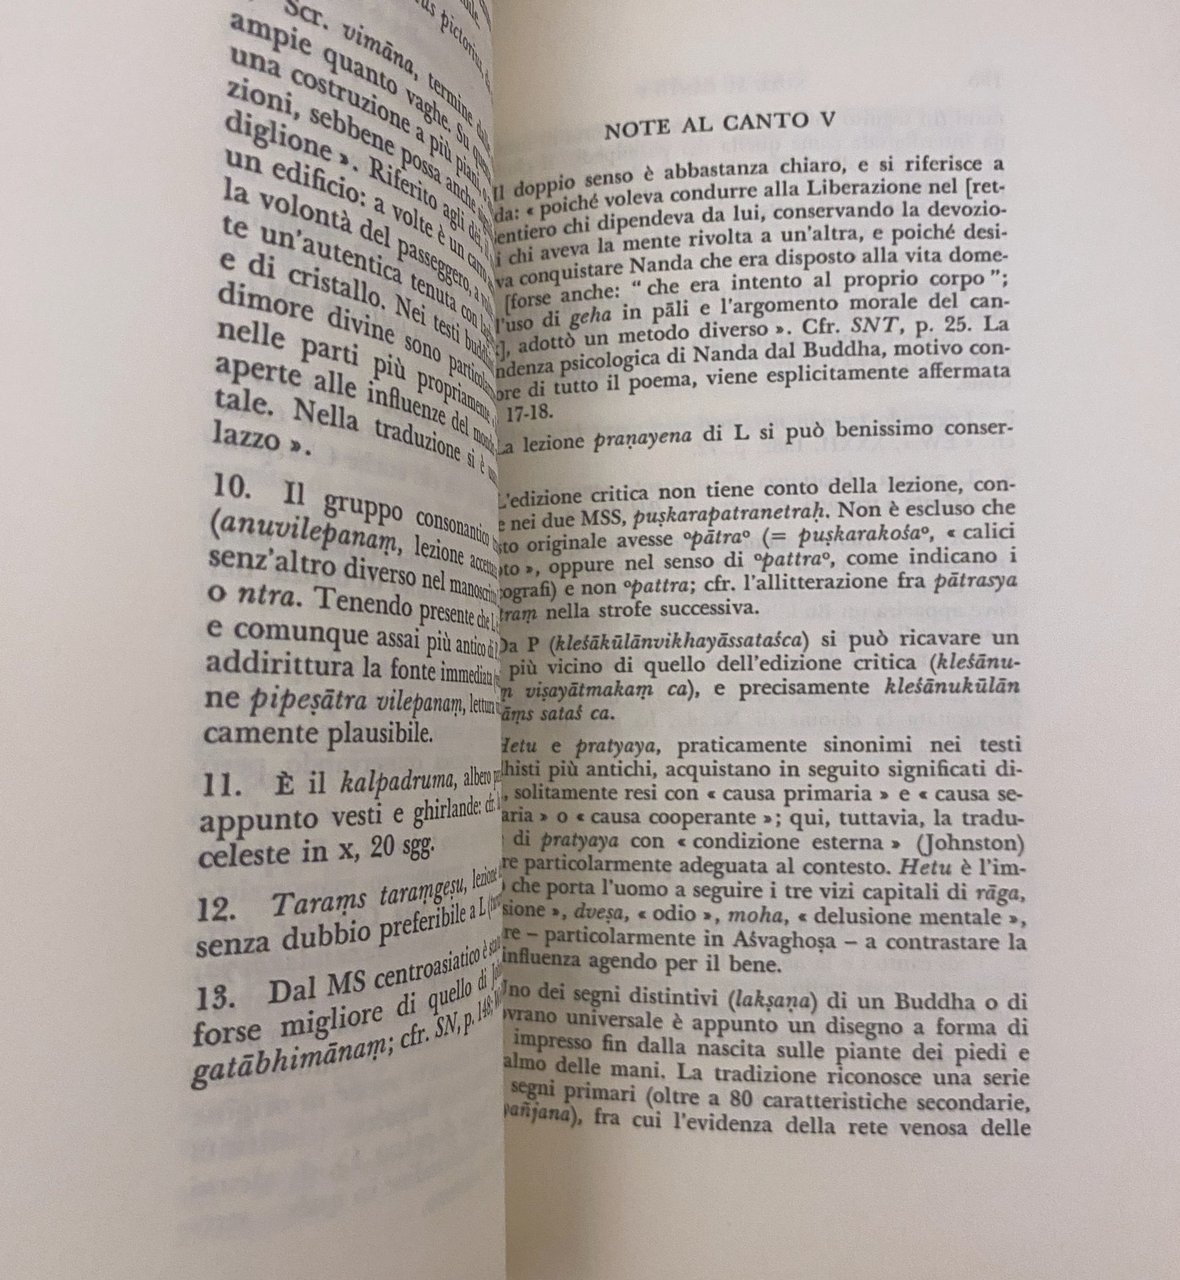 pictorius,
Scr. vimāna, termine
ampie quanto vaghe. Su
una costruzione a più piani,
zioni, sebbene possa anche
diglione ». Riferito agli dei, il
un edificio: a volte è un carro
la volontà del passeggero, a
te un'autentica tenuta con
e di cristallo. Nei testi
dimore divine sono
nelle parti più propriamente
aperte alle influenze del
tale. Nella traduzione si è
lazzo ».
10. Il gruppo consonantico
(anuvilepanaṃ, lezione
senz'altro diverso nel
o ntra. Tenendo presente che L
e comunque assai più antico di
addirittura la fonte immediata
ne pipeṣātra vilepanaṃ, lettura
camente plausibile.
11. È il kalpadruma, albero
appunto vesti e ghirlande: cfr.
celeste in x, 20 sgg.
12. Taraṃs taraṃgeṣu, lezione
senza dubbio preferibile a L
13. Dal MS centroasiatico è
forse migliore di quello di
gatābhimānaṃ; cfr. SN, p. 148;
NOTE AL CANTO V
Il doppio senso è abbastanza chiaro, e si riferisce a
da: « poiché voleva condurre alla Liberazione nel [ret-
entiero chi dipendeva da lui, conservando la devozio-
i chi aveva la mente rivolta a un'altra, e poiché desi-
va conquistare Nanda che era disposto alla vita dome-
[forse anche: “ che era intento al proprio corpo ”;
l'uso di geha in pāli e l'argomento morale del can-
], adottò un metodo diverso ». Cfr. SNT, p. 25. La
ndenza psicologica di Nanda dal Buddha, motivo con-
ore di tutto il poema, viene esplicitamente affermata
17-18.
La lezione praṇayena di L si può benissimo conser-
L'edizione critica non tiene conto della lezione, con-
e nei due MSS, puṣkarapatranetraḥ. Non è escluso che
sto originale avesse °pātra° (= puṣkarakośa°, « calici
oto », oppure nel senso di °pattra°, come indicano i
pografi) e non °pattra; cfr. l'allitterazione fra pātrasya
traṃ nella strofe successiva.
Da P (kleśākūlānvikhayāssataśca) si può ricavare un
più vicino di quello dell'edizione critica (kleśānu-
n viṣayātmakaṃ ca), e precisamente kleśānukūlān
āṃs sataś ca.
Hetu e pratyaya, praticamente sinonimi nei testi
histi più antichi, acquistano in seguito significati di-
, solitamente resi con « causa primaria » e « causa se-
aria » o « causa cooperante »; qui, tuttavia, la tradu-
di pratyaya con « condizione esterna » (Johnston)
re particolarmente adeguata al contesto. Hetu è l'im-
o che porta l'uomo a seguire i tre vizi capitali di rāga,
sione », dveṣa, « odio », moha, « delusione mentale »,
re – particolarmente in Aśvaghoṣa – a contrastare la
influenza agendo per il bene.
Uno dei segni distintivi (lakṣaṇa) di un Buddha o di
ovrano universale è appunto un disegno a forma di
impresso fin dalla nascita sulle piante dei piedi e
almo delle mani. La tradizione riconosce una serie
segni primari (oltre a 80 caratteristiche secondarie,
yañjana), fra cui l'evidenza della rete venosa delle